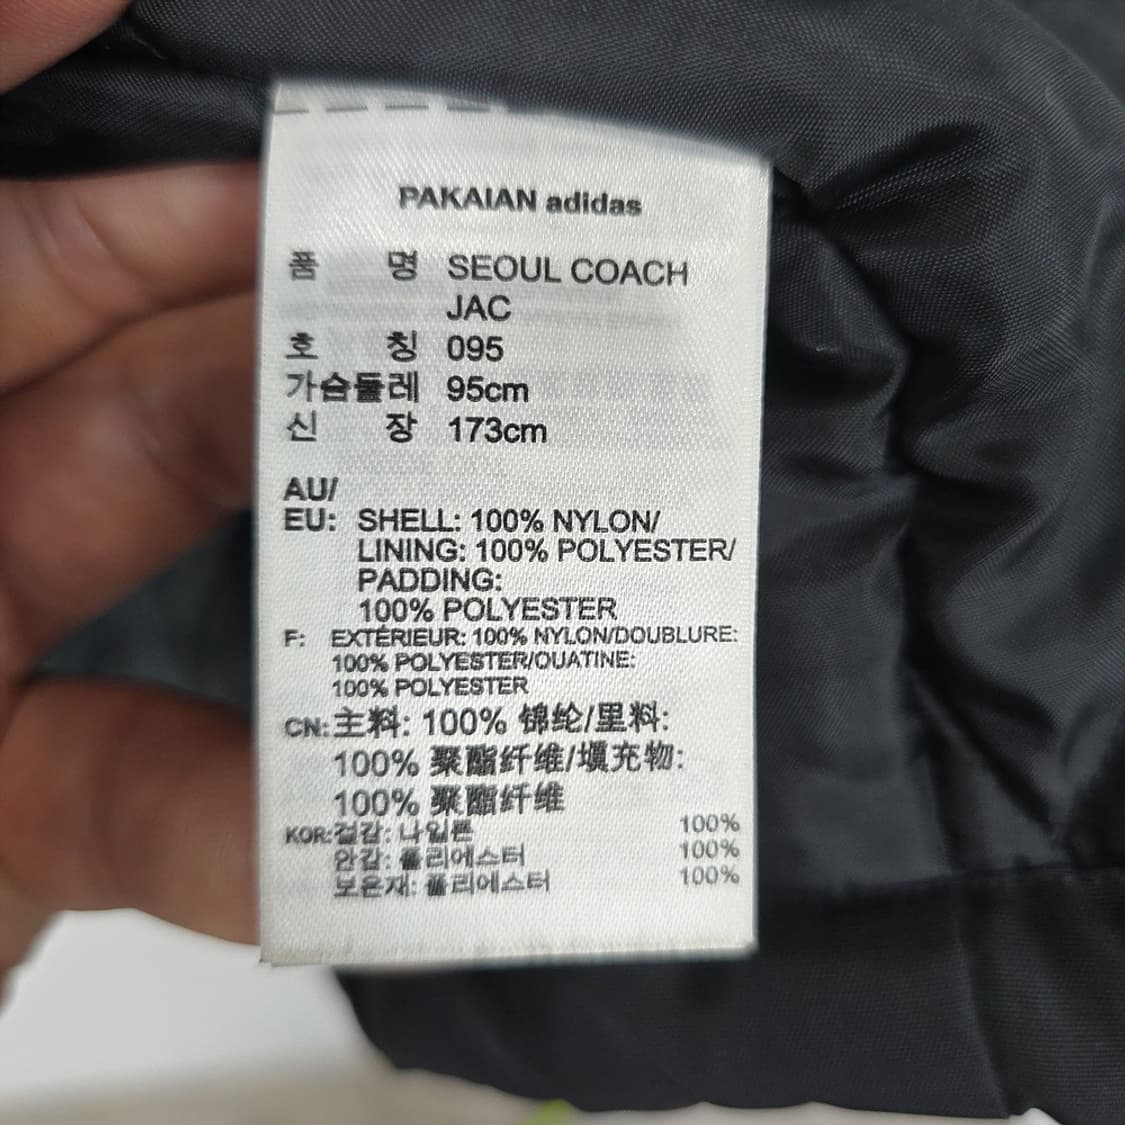 PAKAIAN adidas
품 명 SEOUL COACH
JAC
호 칭 095
가슴둘레 95cm
신 장 173cm
AU/
EU: SHELL: 100% NYLON/
LINING: 100% POLYESTER/
PADDING:
100% POLYESTER
F: EXTÉRIEUR: 100% NYLON/DOUBLURE:
100% POLYESTER/OUATINE:
100% POLYESTER
CN: 主料: 100% 锦纶/里料:
100% 聚酯纤维/填充物:
100% 聚酯纤维
KOR: 겉감: 나일론 100%
안감: 폴리에스터 100%
보온재: 폴리에스터 100%